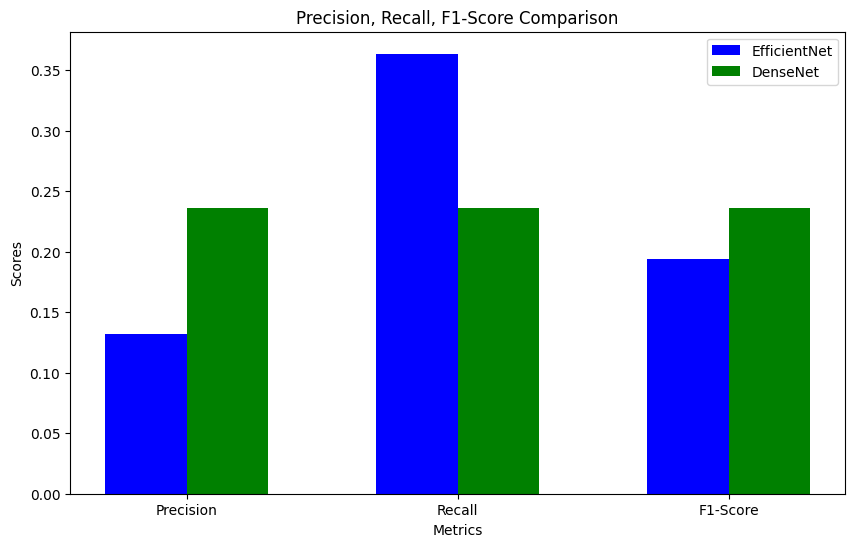 Precision, Recall, F1-Score Comparison
EfficientNet
DenseNet
0.35
0.30
0.25
0.20
0.15
0.10
0.05
0.00
Scores
Precision
Recall
F1-Score
Metrics